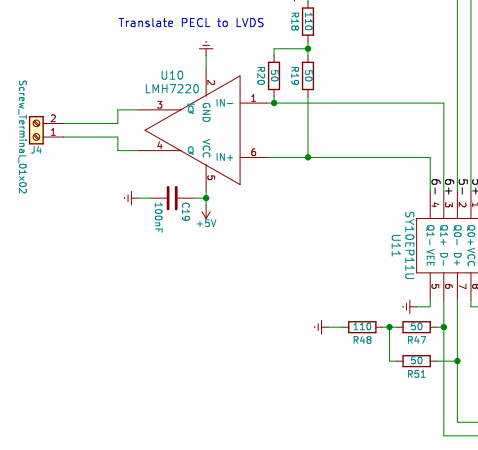 Translate PECL to LVDS
110
R18
U10
LMH7220
2
GND
50
R20
50
R19
Screw_Terminal_01x02
2
1
J4
3
Q
4
Q
IN-
1
IN+
6
VCC
5
C19
100nF
+5V
6-
6+
5-
5+
4
3
2
1
Q1-
Q1+
Q0-
Q0+
VEE
D-
D+
VCC
SY10EP11U
U11
5
6
7
8
110
R48
50
R47
50
R51